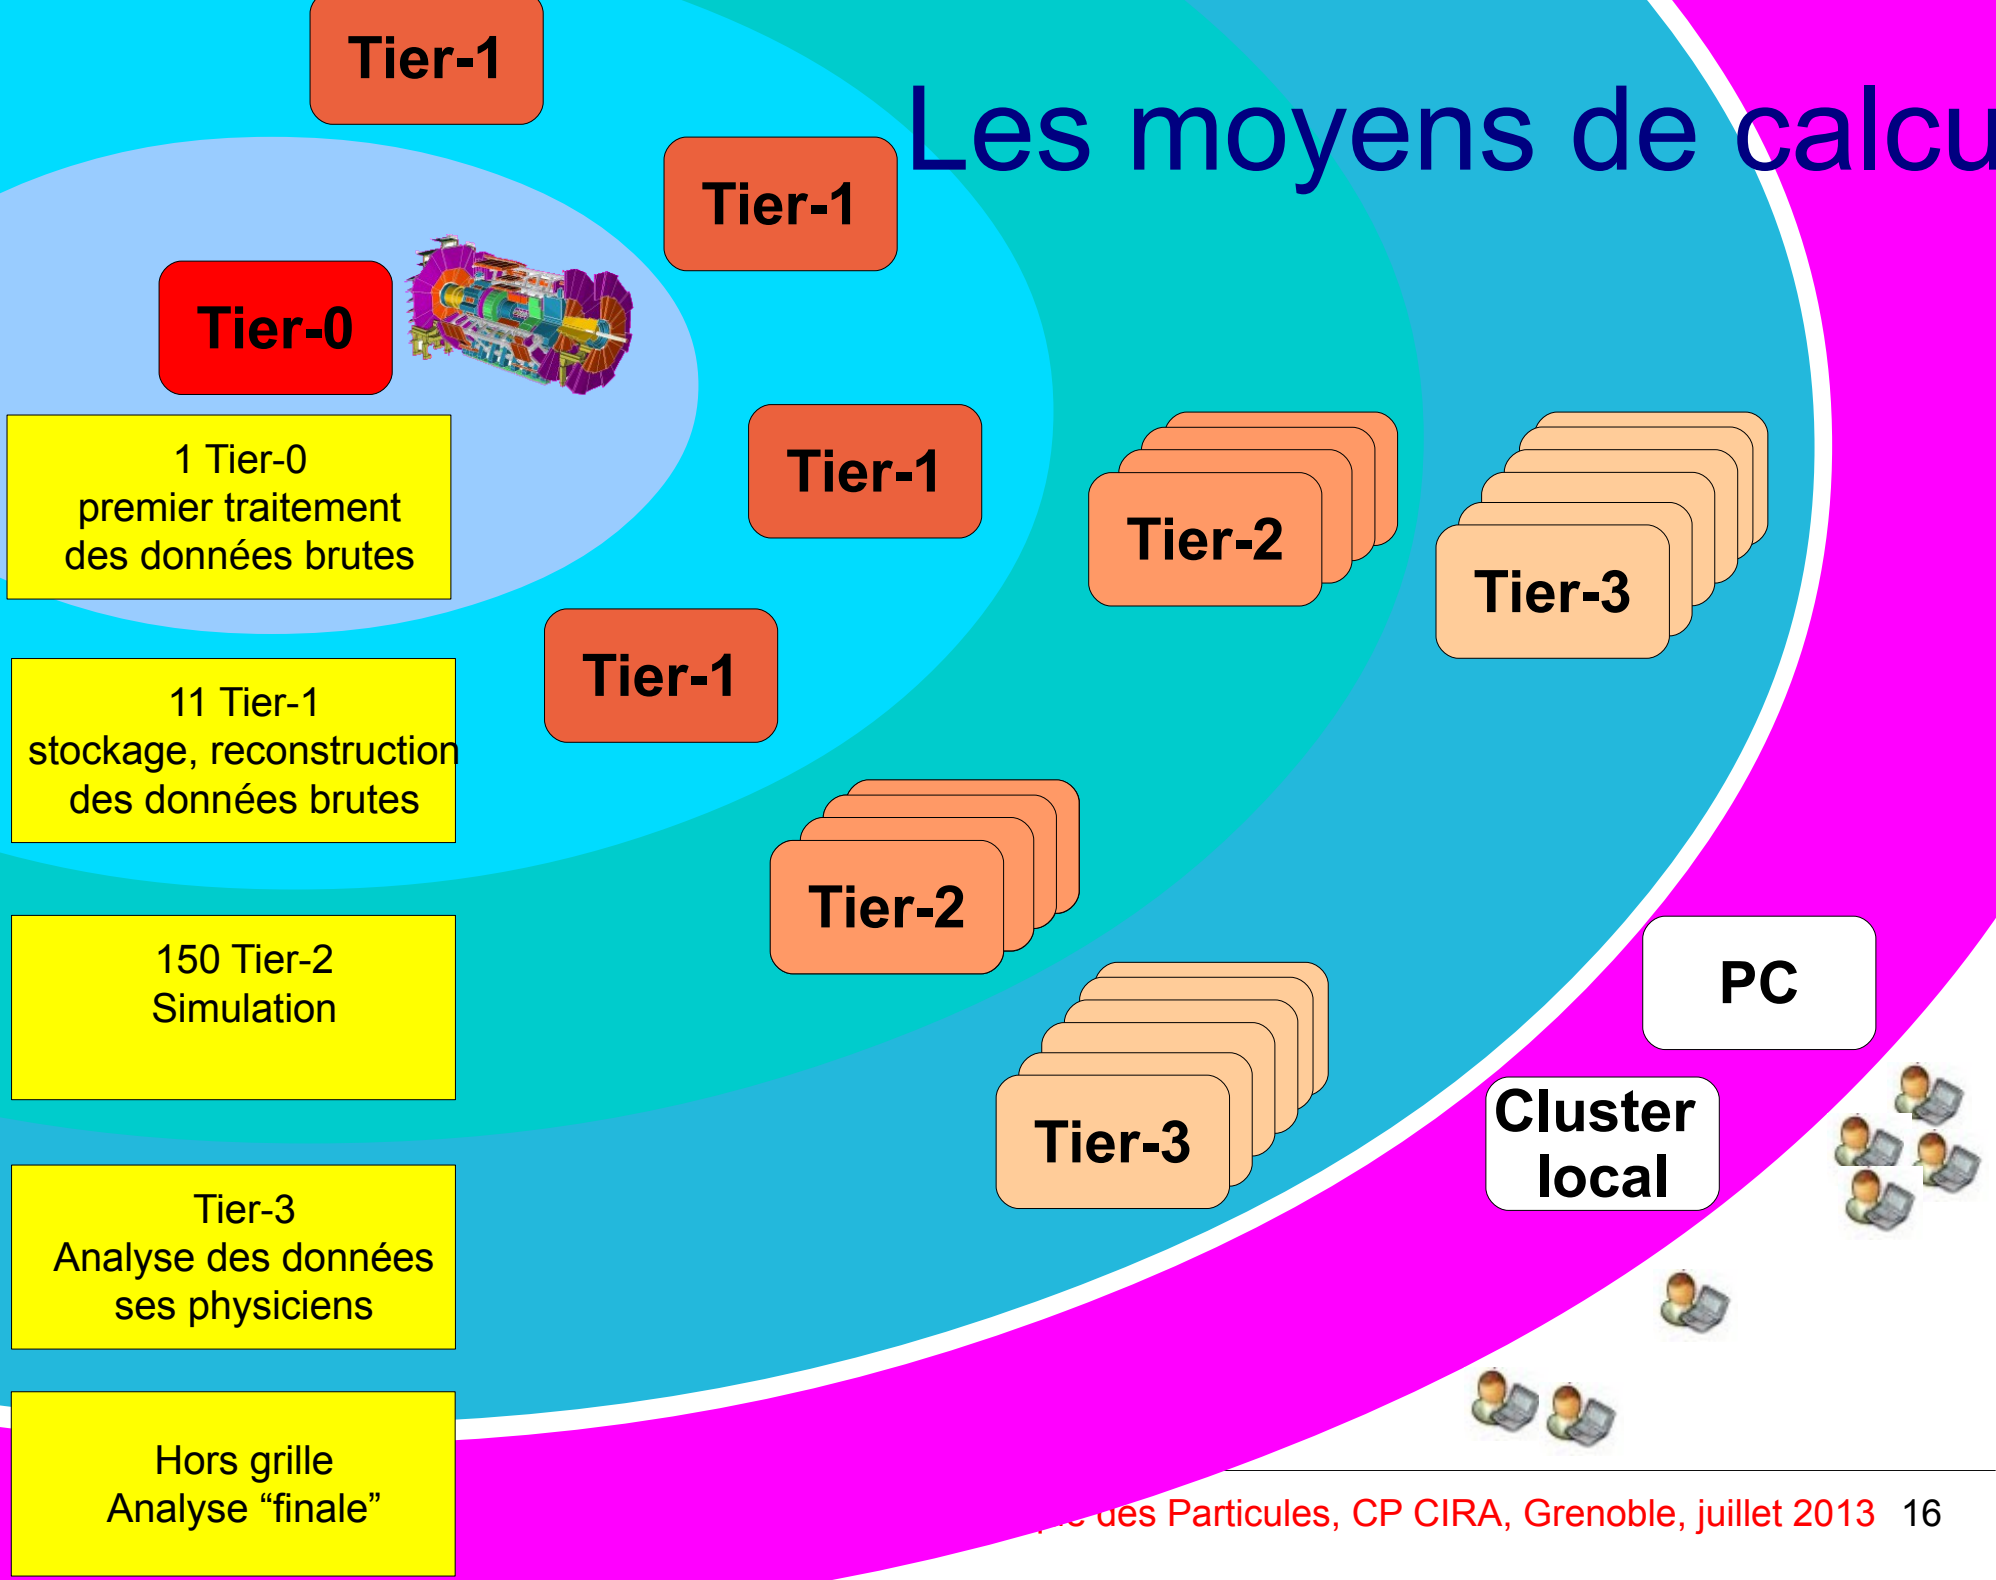 Tier-1
Les moyens de calcu
Tier-1
Tier-0
1 Tier-0
premier traitement
des données brutes
Tier-1
Tier-2
Tier-3
Tier-1
11 Tier-1
stockage, reconstruction
des données brutes
Tier-2
150 Tier-2
Simulation
PC
Cluster
local
Tier-3
Tier-3
Analyse des données
ses physiciens
Hors grille
Analyse “finale”
des Particules, CP CIRA, Grenoble, juillet 2013 16